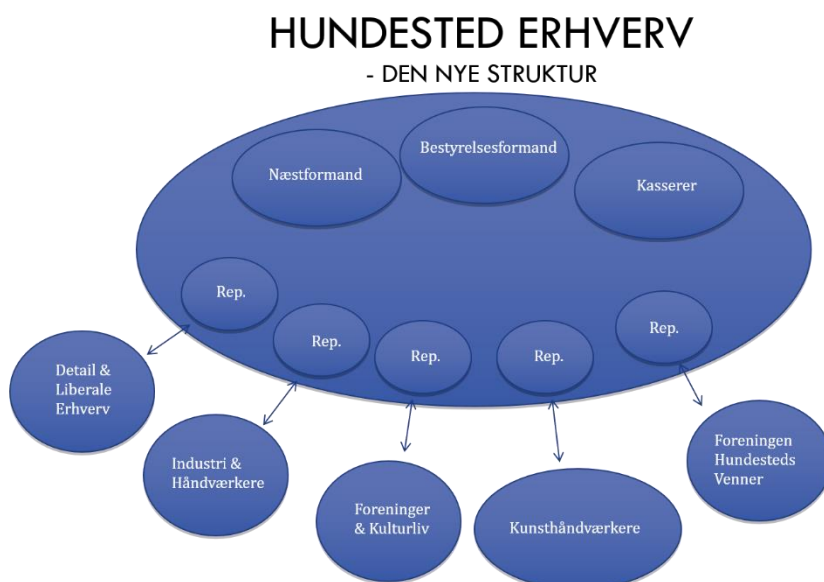 HUNDESTED ERHVERV
- DEN NYE STRUKTUR
Bestyrelsesformand
Næstformand
Kasserer
Rep.
Rep.
Rep.
Rep.
Rep.
Detail &
Liberale
Erhverv
Industri &
Håndværkere
Foreninger
& Kulturliv
Kunsthåndværkere
Foreningen
Hundesteds
Venner